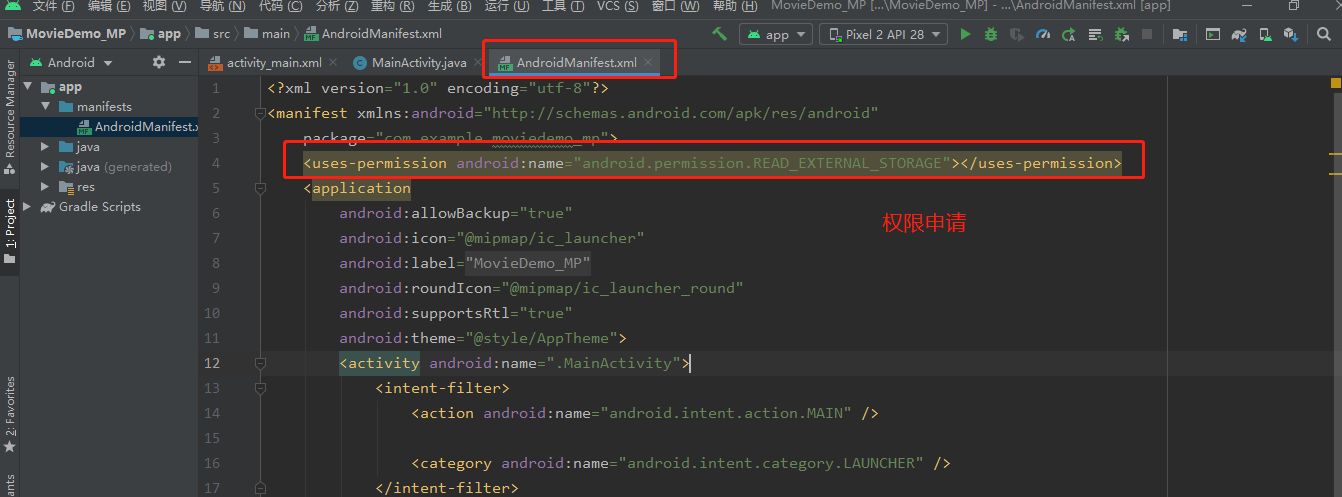 文件 (F) 编辑 (E) 视图 (V) 导航 (N) 代码 (C) 分析 (Z) 重构 (R) 生成 (B) 运行 (U) 工具 (T) VCS (S) 窗口 (W) 帮助 (H) MovieDemo_MP [...\MovieDemo_MP] - ...\AndroidManifest.xml [app]
MovieDemo_MP app src main AndroidManifest.xml app Pixel 2 API 28
Android activity_main.xml MainActivity.java AndroidManifest.xml
Resource Manager
1: Project
2: Favorites
app
manifests
AndroidManifest.x
java
java (generated)
res
Gradle Scripts
1 <?xml version="1.0" encoding="utf-8"?>
2 <manifest xmlns:android="http://schemas.android.com/apk/res/android"
3 package="com.example.moviedemo_mp">
4 <uses-permission android:name="android.permission.READ_EXTERNAL_STORAGE"></uses-permission>
5 <application
6 android:allowBackup="true"
7 android:icon="@mipmap/ic_launcher"
8 android:label="MovieDemo_MP"
9 android:roundIcon="@mipmap/ic_launcher_round"
10 android:supportsRtl="true"
11 android:theme="@style/AppTheme">
12 <activity android:name=".MainActivity">
13 <intent-filter>
14 <action android:name="android.intent.action.MAIN" />
15
16 <category android:name="android.intent.category.LAUNCHER" />
17 </intent-filter>
权限申请